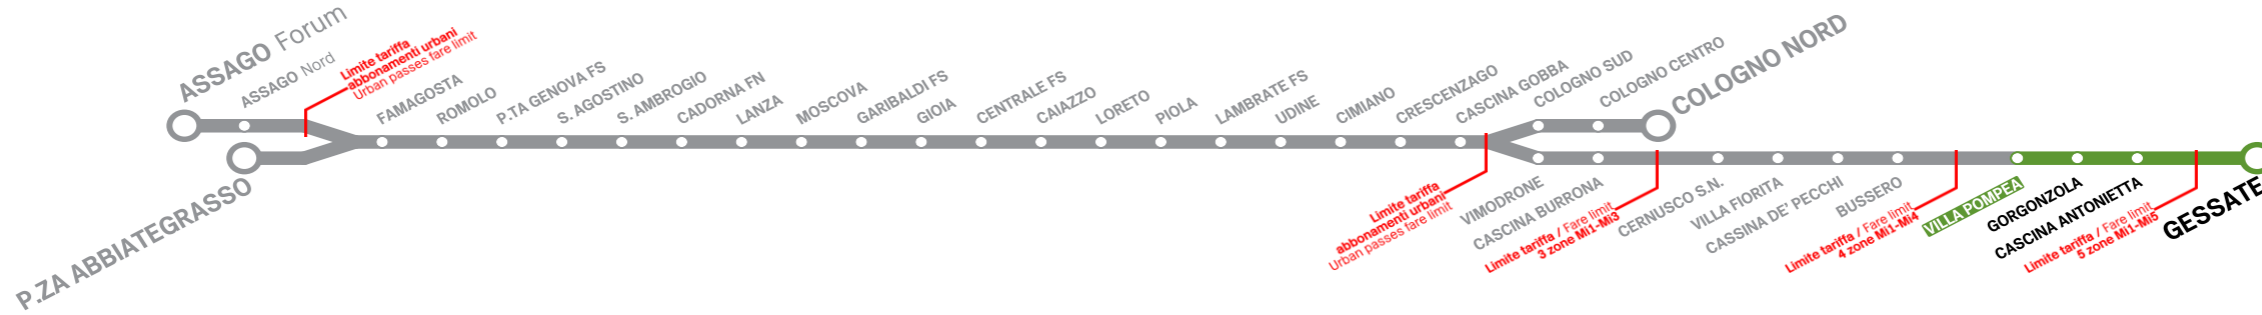 ASSAGO Forum
ASSAGO Nord
Limite tariffa
abbonamenti urbani
Urban passes fare limit
P.ZA ABBIATEGRASSO
FAMAGOSTA
ROMOLO
P.TA GENOVA FS
S. AGOSTINO
S. AMBROGIO
CADORNA FN
LANZA
MOSCOVA
GARIBALDI FS
GIOIA
CENTRALE FS
CAIAZZO
LORETO
PIOLA
LAMBRATE FS
UDINE
CIMIANO
CRESCENZAGO
CASCINA GOBBA
COLOGNO SUD
COLOGNO CENTRO
COLOGNO NORD
Limite tariffa
abbonamenti urbani
Urban passes fare limit
VIMODRONE
CASCINA BURRONA
Limite tariffa / Fare limit
3 zone Mi1-Mi3
CERNUSCO S.N.
VILLA FIORITA
CASSINA DE' PECCHI
BUSSERO
Limite tariffa / Fare limit
4 zone Mi1-Mi4
VILLA POMPEA
GORGONZOLA
CASCINA ANTONIETTA
Limite tariffa / Fare limit
5 zone Mi1-Mi5
GESSATE